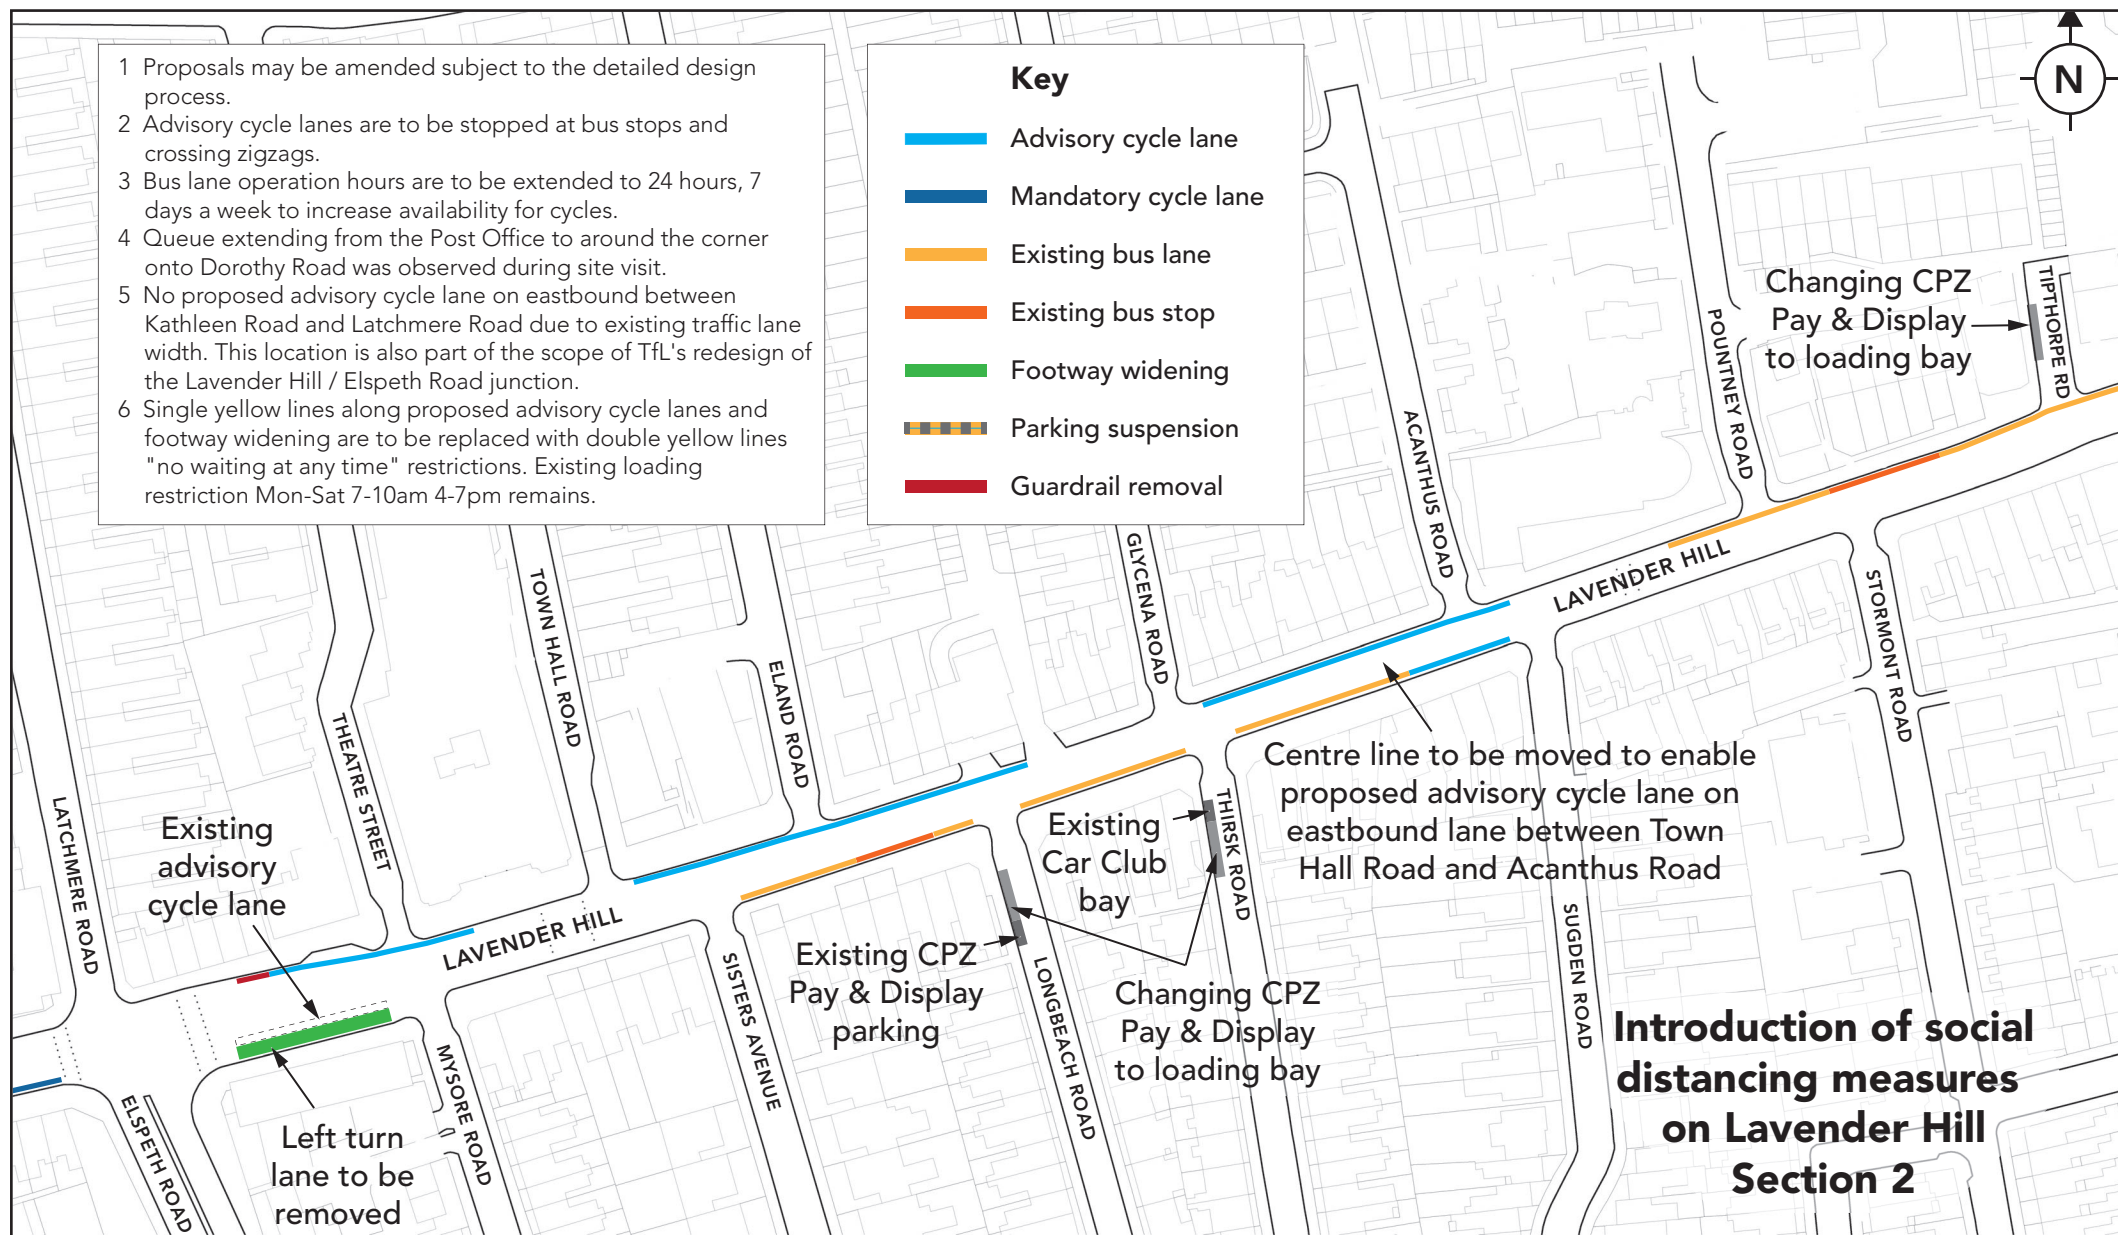 1 Proposals may be amended subject to the detailed design
process.
2 Advisory cycle lanes are to be stopped at bus stops and
crossing zigzags.
3 Bus lane operation hours are to be extended to 24 hours, 7
days a week to increase availability for cycles.
4 Queue extending from the Post Office to around the corner
onto Dorothy Road was observed during site visit.
5 No proposed advisory cycle lane on eastbound between
Kathleen Road and Latchmere Road due to existing traffic lane
width. This location is also part of the scope of TfL's redesign of
the Lavender Hill / Elspeth Road junction.
6 Single yellow lines along proposed advisory cycle lanes and
footway widening are to be replaced with double yellow lines
"no waiting at any time" restrictions. Existing loading
restriction Mon-Sat 7-10am 4-7pm remains.
Key
Advisory cycle lane
Mandatory cycle lane
Existing bus lane
Existing bus stop
Footway widening
Parking suspension
Guardrail removal
N
Changing CPZ
Pay & Display
to loading bay
TIPTHORPE RD
POUNTNEY ROAD
ACANTHUS ROAD
GLYCENA ROAD
LAVENDER HILL
STORMONT ROAD
TOWN HALL ROAD
ELAND ROAD
THEATRE STREET
LATCHMERE ROAD
Existing
advisory
cycle lane
LAVENDER HILL
Centre line to be moved to enable
proposed advisory cycle lane on
eastbound lane between Town
Hall Road and Acanthus Road
Existing
Car Club
bay
THIRSK ROAD
SUGDEN ROAD
Existing CPZ
Pay & Display
parking
LONGBEACH ROAD
Changing CPZ
Pay & Display
to loading bay
SISTERS AVENUE
MYSORE ROAD
ELSPETH ROAD
Left turn
lane to be
removed
Introduction of social
distancing measures
on Lavender Hill
Section 2